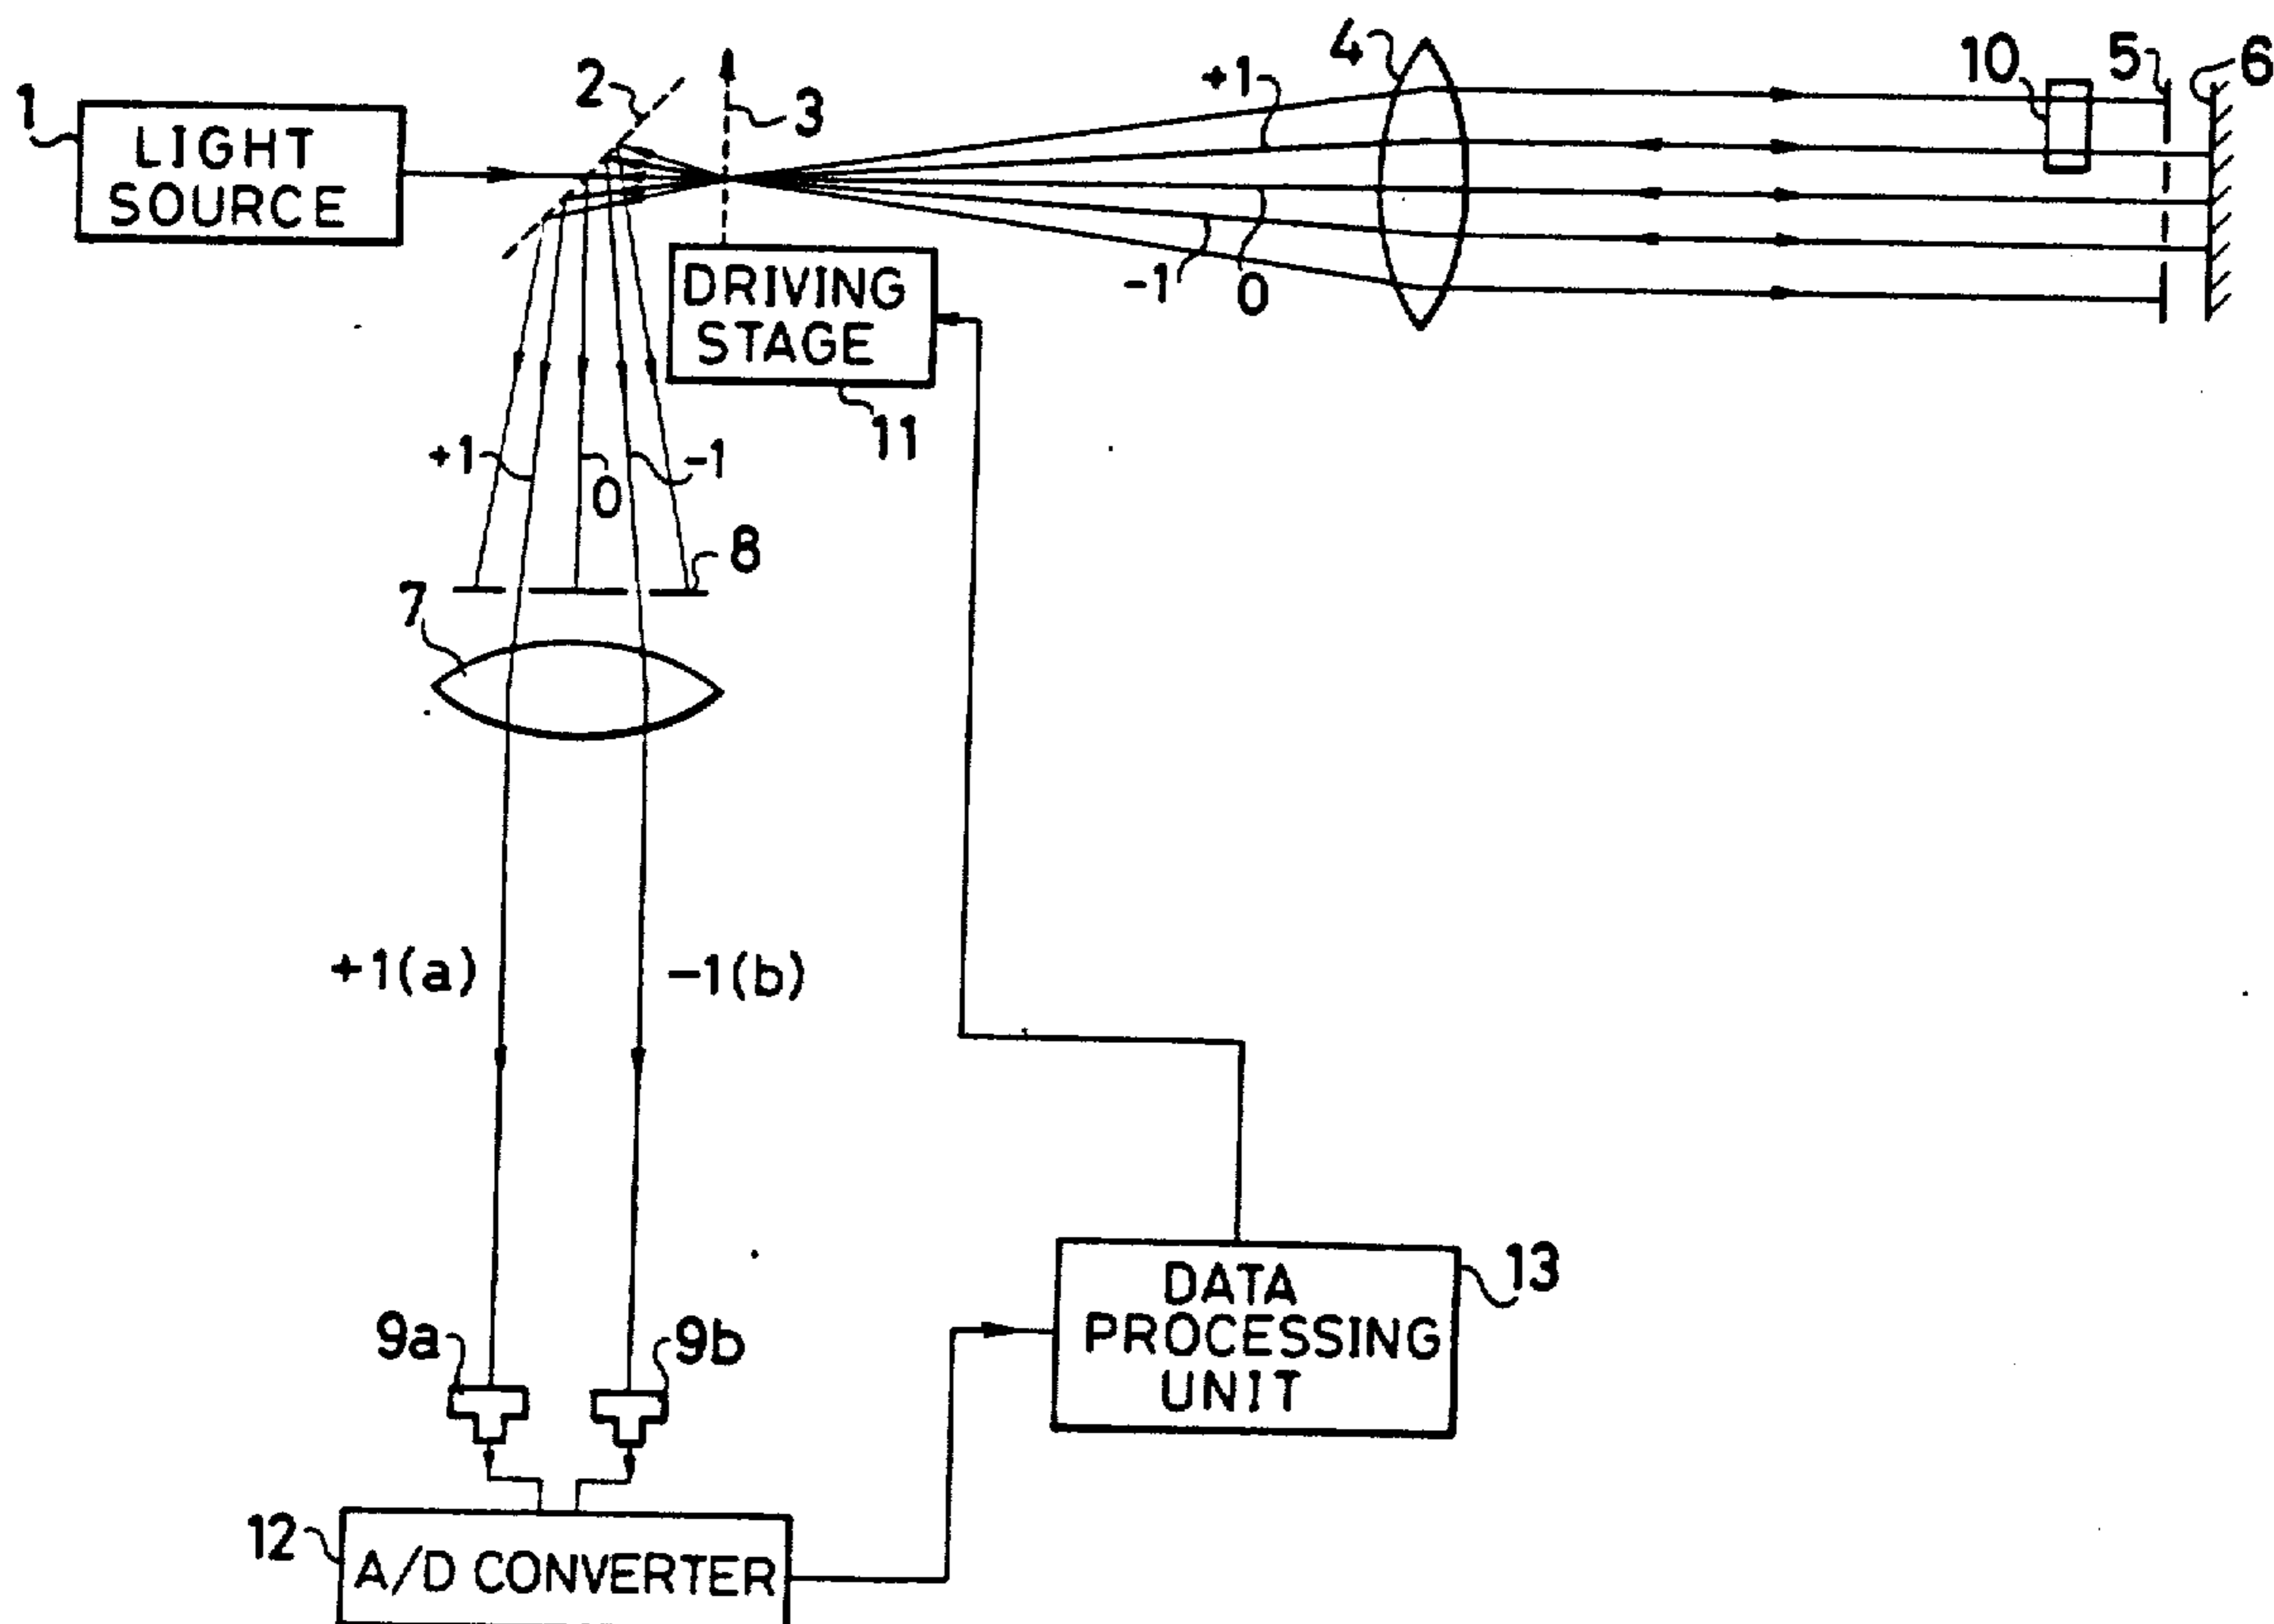 1
LIGHT
SOURCE
2
3
+1
4
10
5
6
-1
0
DRIVING
STAGE
11
+1
0
-1
8
7
+1(a)
-1(b)
9a
9b
DATA
PROCESSING
UNIT
13
12
A/D CONVERTER